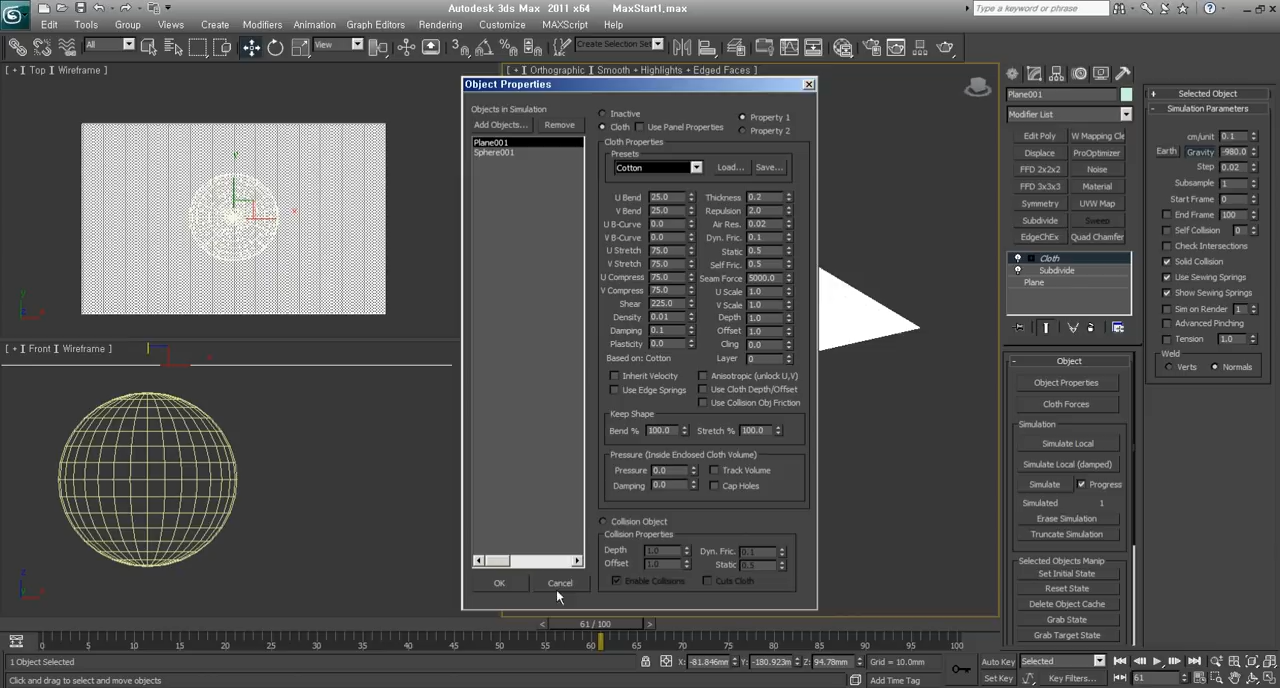 Autodesk 3ds Max 2011 x64 MaxStart1.max
Type a keyword or phrase
Edit Tools Group Views Create Modifiers Animation Graph Editors Rendering Customize MAXScript Help
All View Create Selection Set
[ + ] Top | Wireframe ]
[ + ] Orthographic | Smooth + Highlights + Edged Faces ]
[ + ] Front | Wireframe ]
Object Properties
Objects in Simulation
Add Objects... Remove
Plane001
Sphere001
Inactive
Cloth Use Panel Properties
Property 1
Property 2
Cloth Properties
Presets
Cotton Load... Save...
U Bend 25.0 Thickness 0.2
V Bend 25.0 Repulsion 2.0
U B-Curve 0.0 Air Res. 0.02
V B-Curve 0.0 Dyn. Fric. 0.1
U Stretch 75.0 Static 0.5
V Stretch 75.0 Self Fric. 0.5
U Compress 75.0 Seam Force 5000.0
V Compress 75.0 U Scale 1.0
Shear 225.0 V Scale 1.0
Density 0.01 Depth 1.0
Damping 0.1 Offset 1.0
Plasticity 0.0 Cling 0.0
Based on: Cotton Layer 0
Inherit Velocity Anisotropic (unlock U,V)
Use Edge Springs Use Cloth Depth/Offset
Use Collision Obj Friction
Keep Shape
Bend % 100.0 Stretch % 100.0
Pressure (Inside Enclosed Cloth Volume)
Pressure 0.0 Track Volume
Damping 0.0 Cap Holes
Collision Object
Collision Properties
Depth 1.0 Dyn. Fric. 0.1
Offset 1.0 Static 0.5
Enable Collisions Cuts Cloth
OK Cancel
Plane001
Modifier List
Edit Poly W Mapping Cle
Displace ProOptimizer
FFD 2x2x2 Noise
FFD 3x3x3 Material
Symmetry UVW Map
Subdivide Sweep
EdgeChEx Quad Chamfer
Cloth
Subdivide
Plane
Object
Object Properties
Cloth Forces
Simulation
Simulate Local
Simulate Local (damped)
Simulate Progress
Simulated 1
Erase Simulation
Truncate Simulation
Selected Objects Manip
Set Initial State
Reset State
Delete Object Cache
Grab State
Grab Target State
Selected Object
Simulation Parameters
cm/unit 0.1
Earth Gravity -980.0
Step 0.02
Subsample 1
Start Frame 0
End Frame 100
Self Collision 0
Check Intersections
Solid Collision
Use Sewing Springs
Show Sewing Springs
Sim on Render 1
Advanced Pinching
Tension 1.0
Weld
Verts Normals
< 61 / 100 >
0 5 10 15 20 25 30 35 40 45 50 55 60 65 70 75 80 85 90 95 100
1 Object Selected X: -81.846mm Y: -180.923m Z: 94.78mm Grid = 10.0mm Auto Key Selected
Click and drag to select and move objects Add Time Tag Set Key Key Filters... 61